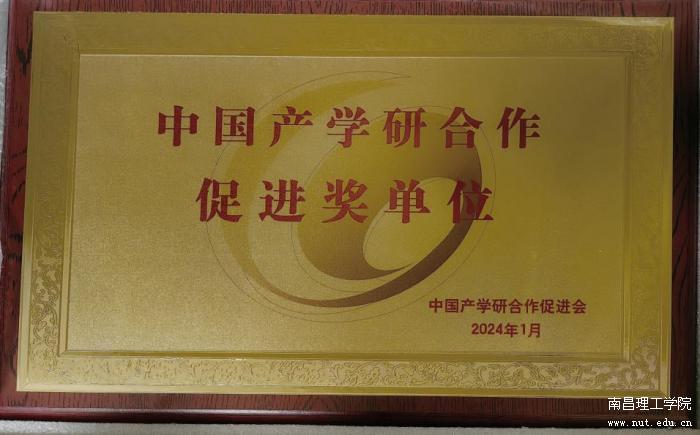 中国产学研合作
促进奖单位
中国产学研合作促进会
2024年1月
南昌理工学院
www.nut.edu.cn